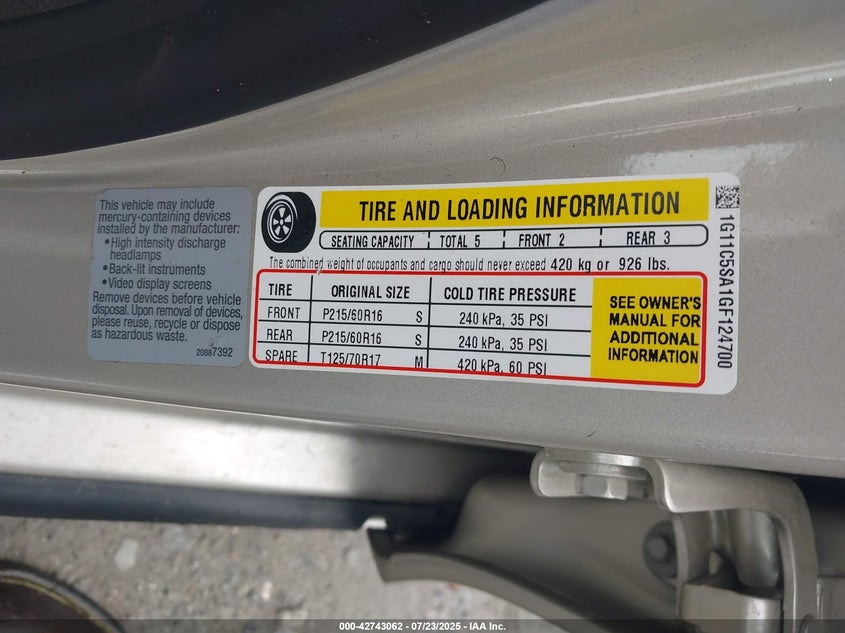 This vehicle may include
mercury-containing devices
installed by the manufacturer:
• High intensity discharge
headlamps
• Back-lit instruments
• Video display screens
Remove devices before vehicle
disposal. Upon removal of devices,
please reuse, recycle or dispose
as hazardous waste.
20887392
TIRE AND LOADING INFORMATION
SEATING CAPACITY TOTAL 5 FRONT 2 REAR 3
The combined weight of occupants and cargo should never exceed 420 kg or 926 lbs.
TIRE ORIGINAL SIZE COLD TIRE PRESSURE
FRONT P215/60R16 S 240 kPa, 35 PSI
REAR P215/60R16 S 240 kPa, 35 PSI
SPARE T125/70R17 M 420 kPa, 60 PSI
SEE OWNER'S
MANUAL FOR
ADDITIONAL
INFORMATION
1G11C5SA1GF124700
000-42743062 - 07/23/2025 - IAA Inc.